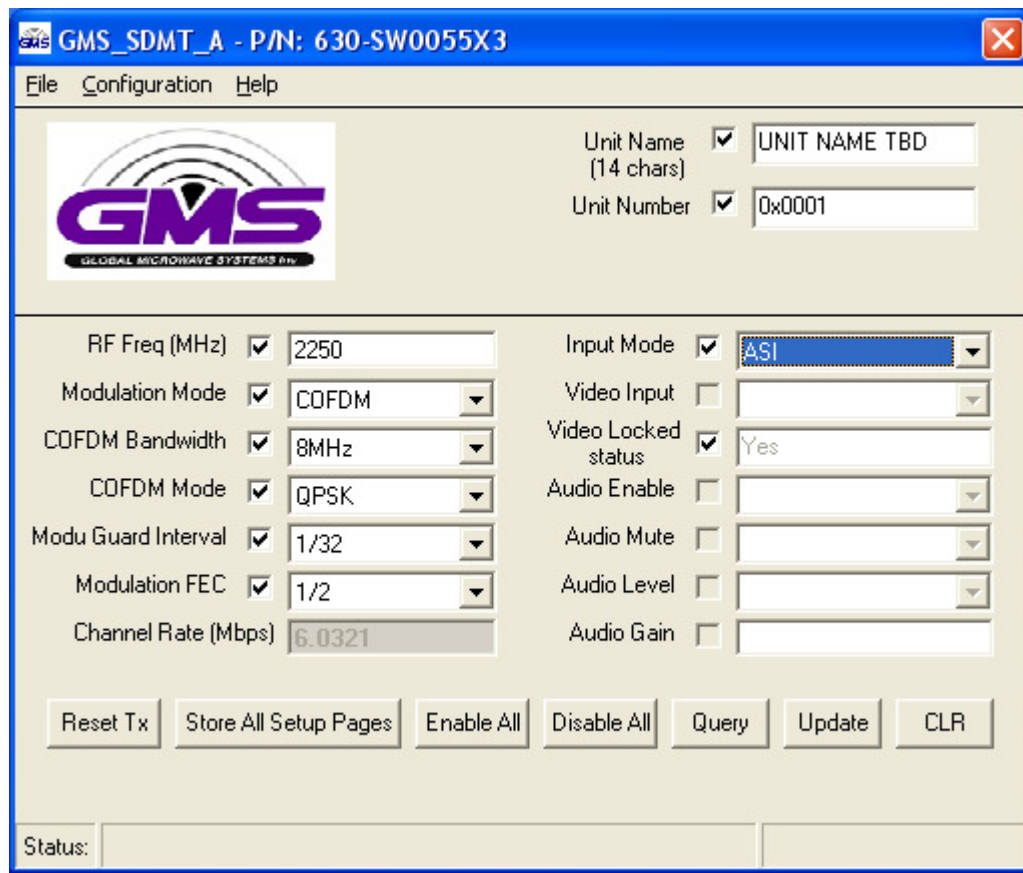 GMS_SDMT_A - P/N: 630-SW0055X3
File Configuration Help
GMS
GLOBAL MICROWAVE SYSTEMS Inc
Unit Name
(14 chars)
UNIT NAME TBD
Unit Number
0x0001
RF Freq (MHz)
2250
Modulation Mode
COFDM
COFDM Bandwidth
8MHz
COFDM Mode
QPSK
Modu Guard Interval
1/32
Modulation FEC
1/2
Channel Rate (Mbps)
6.0321
Input Mode
ASI
Video Input
Video Locked
status
Yes
Audio Enable
Audio Mute
Audio Level
Audio Gain
Reset Tx
Store All Setup Pages
Enable All
Disable All
Query
Update
CLR
Status: